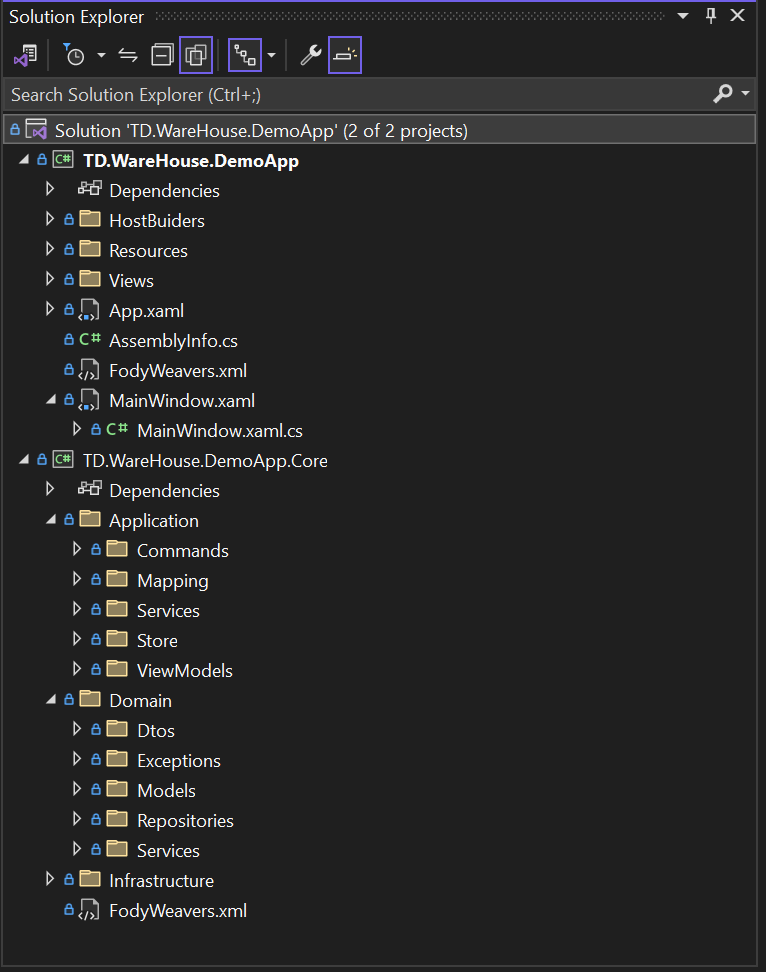 Solution Explorer
Search Solution Explorer (Ctrl+;)
Solution 'TD.WareHouse.DemoApp' (2 of 2 projects)
C# TD.WareHouse.DemoApp
Dependencies
HostBuiders
Resources
Views
App.xaml
C# AssemblyInfo.cs
FodyWeavers.xml
MainWindow.xaml
C# MainWindow.xaml.cs
C# TD.WareHouse.DemoApp.Core
Dependencies
Application
Commands
Mapping
Services
Store
ViewModels
Domain
Dtos
Exceptions
Models
Repositories
Services
Infrastructure
FodyWeavers.xml